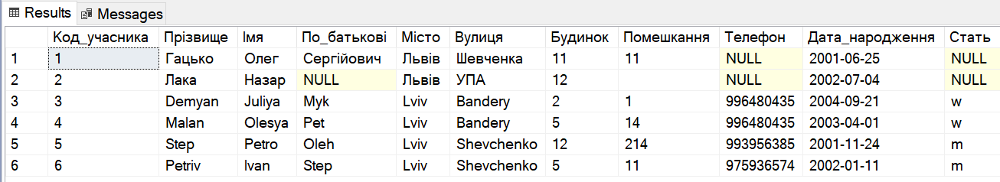 Results Messages
Код_учасника Прізвище Імя По_батькові Місто Вулиця Будинок Помешкання Телефон Дата_народження Стать
1 1 Гацько Олег Сергійович Львів Шевченка 11 11 NULL 2001-06-25 NULL
2 2 Лака Назар NULL Львів УПА 12 NULL 2002-07-04 NULL
3 3 Demyan Juliya Myk Lviv Bandery 2 1 996480435 2004-09-21 w
4 4 Malan Olesya Pet Lviv Bandery 5 14 996480435 2003-04-01 w
5 5 Step Petro Oleh Lviv Shevchenko 12 214 993956385 2001-11-24 m
6 6 Petriv Ivan Step Lviv Shevchenko 5 11 975936574 2002-01-11 m